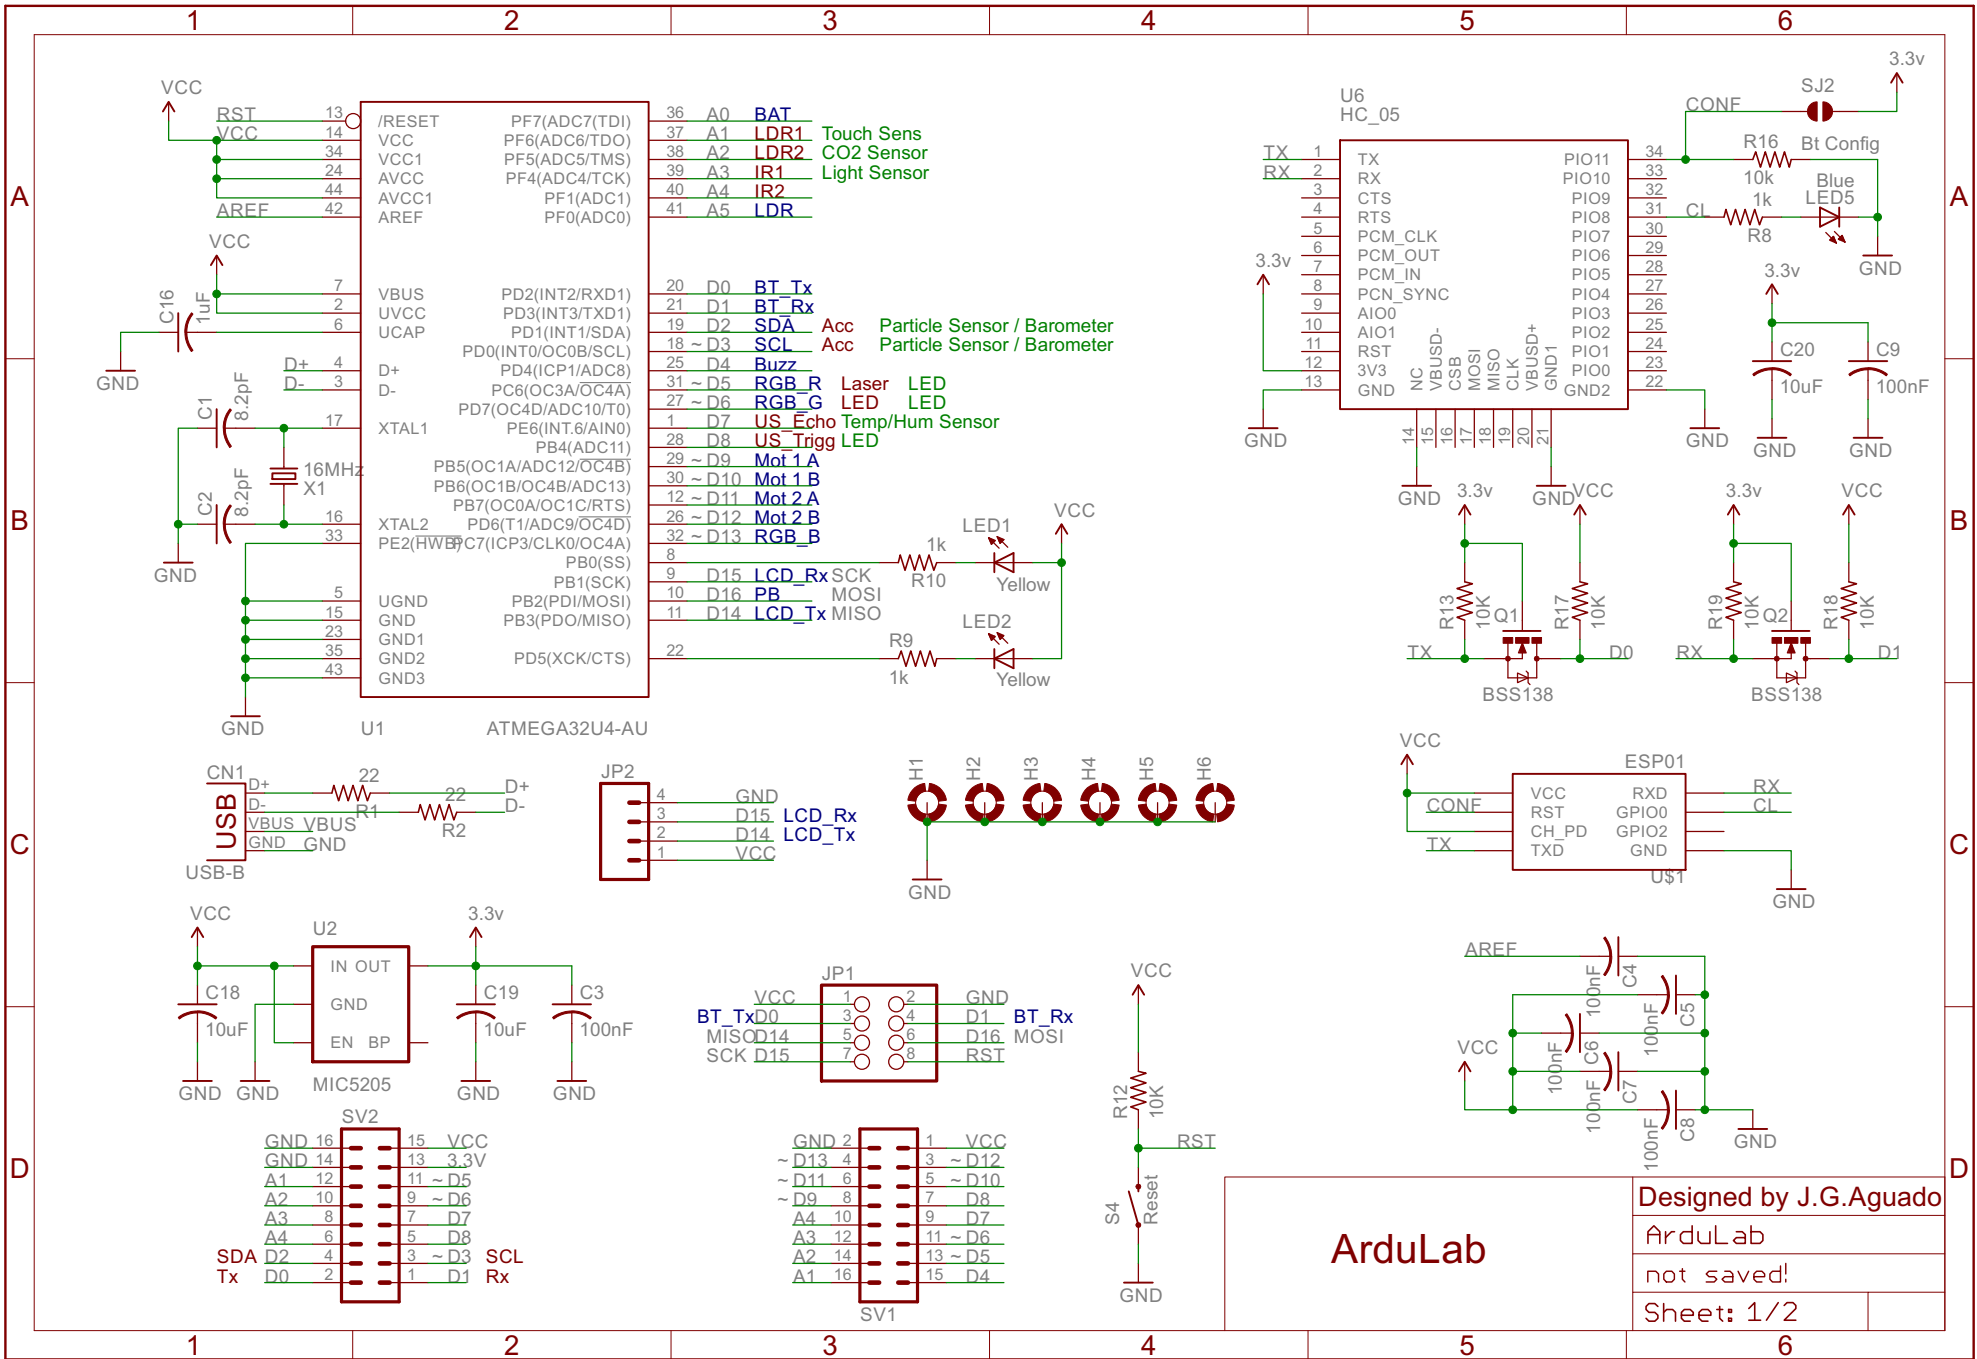 1 2 3 4 5 6
A
B
C
D
A
B
C
D
1 2 3 4 5 6
VCC
RST 13 /RESET
VCC 14 VCC
34 VCC1
24 AVCC
44 AVCC1
AREF 42 AREF
VCC
7 VBUS
2 UVCC
C16 1uF
6 UCAP
GND
D+ 4 D+
D- 3 D-
C1 8.2pF
17 XTAL1
16MHz
X1
C2 8.2pF
16 XTAL2
33 PE2(HWB)
GND
5 UGND
15 GND
23 GND1
35 GND2
43 GND3
GND
U1
ATMEGA32U4-AU
PF7(ADC7(TDI) 36 A0 BAT
PF6(ADC6/TDO) 37 A1 LDR1 Touch Sens
PF5(ADC5/TMS) 38 A2 LDR2 CO2 Sensor
PF4(ADC4/TCK) 39 A3 IR1 Light Sensor
PF1(ADC1) 40 A4 IR2
PF0(ADC0) 41 A5 LDR
PD2(INT2/RXD1) 20 D0 BT_Tx
PD3(INT3/TXD1) 21 D1 BT_Rx
PD1(INT1/SDA) 19 D2 SDA Acc Particle Sensor / Barometer
PD0(INT0/OC0B/SCL) 18 ~ D3 SCL Acc Particle Sensor / Barometer
PD4(ICP1/ADC8) 25 D4 Buzz
PC6(OC3A/OC4A) 31 ~ D5 RGB_R Laser LED
PD7(OC4D/ADC10/T0) 27 ~ D6 RGB_G LED LED
PE6(INT.6/AIN0) 1 D7 US_Echo Temp/Hum Sensor
PB4(ADC11) 28 D8 US_Trigg LED
PB5(OC1A/ADC12/OC4B) 29 ~ D9 Mot 1 A
PB6(OC1B/OC4B/ADC13) 30 ~ D10 Mot 1 B
PB7(OC0A/OC1C/RTS) 12 ~ D11 Mot 2 A
PD6(T1/ADC9/OC4D) 26 ~ D12 Mot 2 B
PC7(ICP3/CLK0/OC4A) 32 ~ D13 RGB_B
PB0(SS) 8
PB1(SCK) 9 D15 LCD_Rx SCK
PB2(PDI/MOSI) 10 D16 PB MOSI
PB3(PDO/MISO) 11 D14 LCD_Tx MISO
PD5(XCK/CTS) 22
1k
R10
LED1
Yellow
VCC
R9
1k
LED2
Yellow
U6
HC_05
TX 1 TX
RX 2 RX
3 CTS
4 RTS
5 PCM_CLK
6 PCM_OUT
7 PCM_IN
8 PCN_SYNC
9 AIO0
10 AIO1
11 RST
12 3V3
13 GND
3.3v
GND
PIO11 34
PIO10 33
PIO9 32
PIO8 31
PIO7 30
PIO6 29
PIO5 28
PIO4 27
PIO3 26
PIO2 25
PIO1 24
PIO0 23
GND2 22
NC VBUSD- CSB MOSI MISO CLK VBUSD+ GND1
14 15 16 17 18 19 20 21
GND
GND
GND
CONF
SJ2
3.3v
R16
10k
Bt Config
CL
1k
R8
Blue
LED5
GND
3.3v
C20
10uF
C9
100nF
GND
GND
3.3v
VCC
R13 10K
Q1
R17 10K
TX
D0
BSS138
3.3v
VCC
R19 10K
Q2
R18 10K
RX
D1
BSS138
CN1
USB
D+
D-
VBUS VBUS
GND GND
USB-B
22
R1
D+
22
R2
D-
JP2
4 GND
3 D15 LCD_Rx
2 D14 LCD_Tx
1 VCC
H1 H2 H3 H4 H5 H6
GND
VCC
ESP01
VCC RXD RX
CONF RST GPIO0 CL
CH_PD GPIO2
TX TXD GND
U$1
GND
VCC
U2
3.3v
IN OUT
GND
EN BP
MIC5205
C18
10uF
C19
10uF
C3
100nF
GND
GND
GND
GND
JP1
VCC 1 2 GND
BT_Tx D0 3 4 D1 BT_Rx
MISO D14 5 6 D16 MOSI
SCK D15 7 8 RST
VCC
R12 10K
RST
S4 Reset
GND
AREF
100nF C4
100nF C5
100nF C6
100nF C7
100nF C8
VCC
GND
SV2
GND 16 15 VCC
GND 14 13 3.3V
A1 12 11 ~ D5
A2 10 9 ~ D6
A3 8 7 D7
A4 6 5 D8
SDA D2 4 3 ~ D3 SCL
Tx D0 2 1 D1 Rx
GND 2 1 VCC
~ D13 4 3 ~ D12
~ D11 6 5 ~ D10
~ D9 8 7 D8
A4 10 9 D7
A3 12 11 ~ D6
A2 14 13 ~ D5
A1 16 15 D4
SV1
ArduLab
Designed by J.G.Aguado
ArduLab
not saved!
Sheet: 1/2